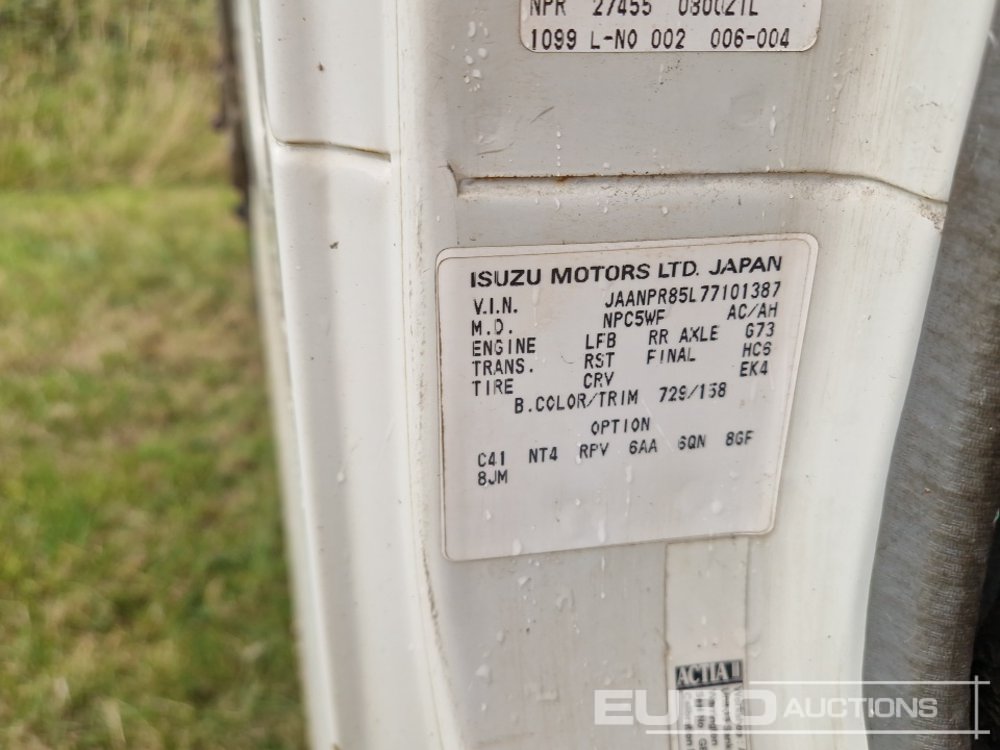 NPR 27455 080021L
1099 L-NO 002 006-004
ISUZU MOTORS LTD. JAPAN
V.I.N. JAANPR85L77101387
M.D. NPC5WF AC/AH
ENGINE LFB RR AXLE G73
TRANS. RST FINAL HC6
TIRE CRV EK4
B.COLOR/TRIM 729/158
OPTION
C41 NT4 RPV 6AA 6QN 8GF
8JM
ACTIA
EURO AUCTIONS